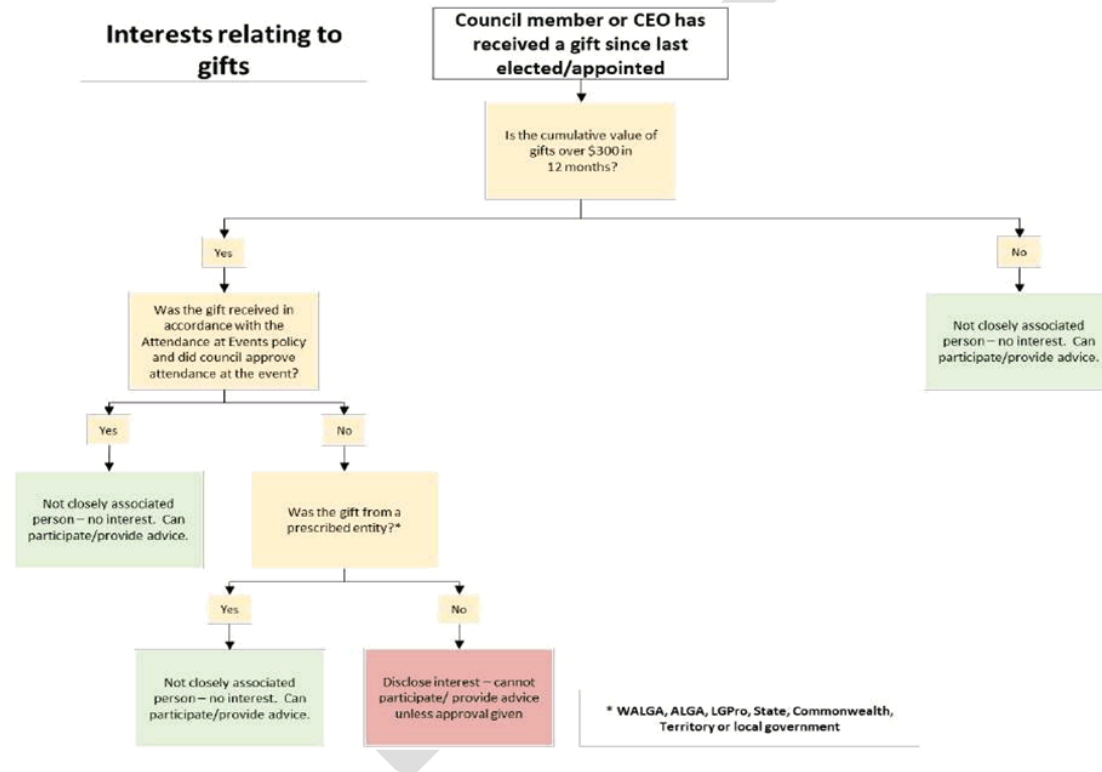 Interests relating to
gifts
Council member or CEO has
received a gift since last
elected/appointed
Is the cumulative value of
gifts over $300 in
12 months?
Yes
No
Was the gift received in
accordance with the
Attendance at Events policy
and did council approve
attendance at the event?
Not closely associated
person – no interest. Can
participate/provide advice.
Yes
No
Not closely associated
person – no interest. Can
participate/provide advice.
Was the gift from a
prescribed entity?*
Yes
No
Not closely associated
person – no interest. Can
participate/provide advice.
Disclose interest – cannot
participate/ provide advice
unless approval given
* WALGA, ALGA, LGPro, State, Commonwealth,
Territory or local government